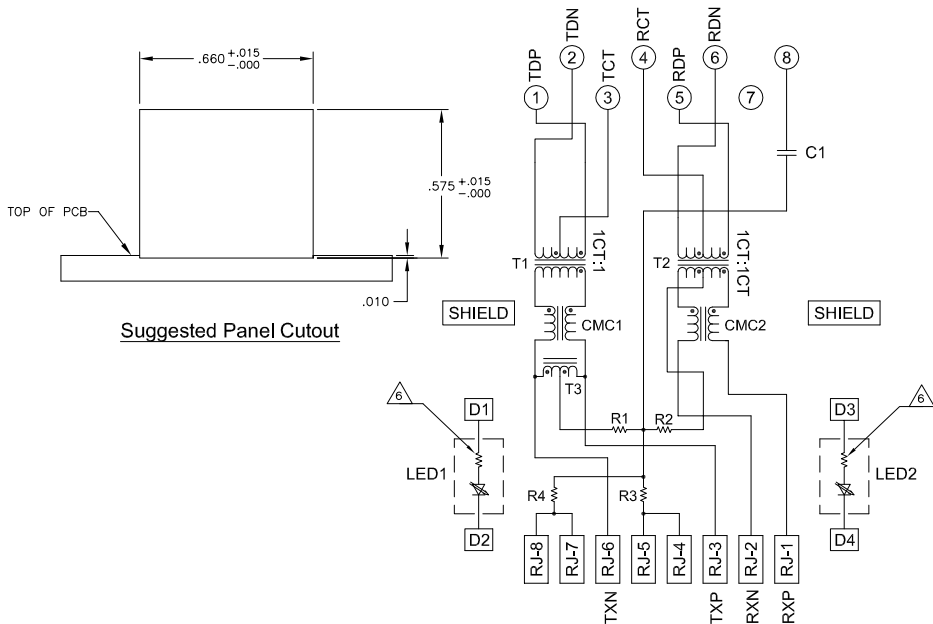 .660 +.015 -.000
.575 +.015 -.000
TOP OF PCB
.010
Suggested Panel Cutout
TDP
TDN
TCT
RCT
RDP
RDN
1
2
3
4
5
6
7
8
C1
T1
1CT:1
T2
1CT:1CT
SHIELD
CMC1
CMC2
SHIELD
T3
6
D1
R1
R2
D3
6
LED1
LED2
R4
R3
D2
D4
RJ-8
RJ-7
RJ-6
RJ-5
RJ-4
RJ-3
RJ-2
RJ-1
TXN
TXP
RXN
RXP